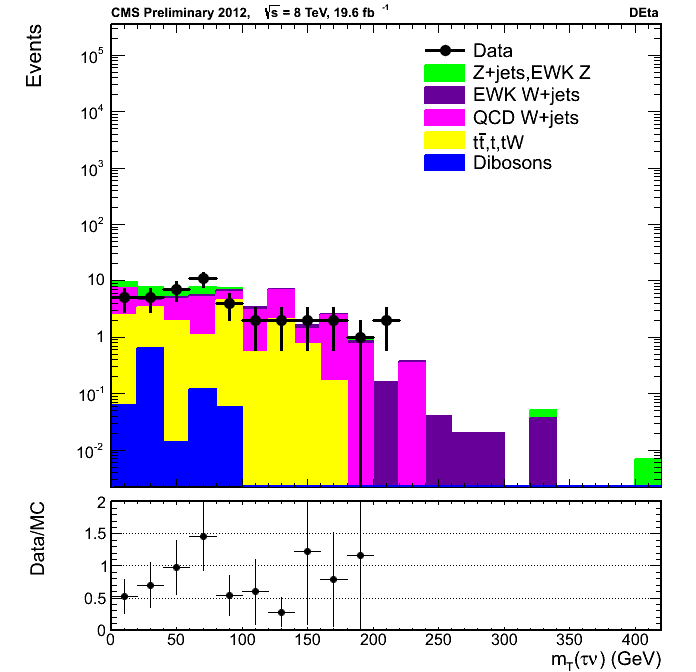 CMS Preliminary 2012, √s = 8 TeV, 19.6 fb⁻¹ DEta
Events
10⁵
10⁴
10³
10²
10
1
10⁻¹
10⁻²
Data
Z+jets,EWK Z
EWK W+jets
QCD W+jets
tt̄,t,tW
Dibosons
Data/MC
2
1.5
1
0.5
0
0 50 100 150 200 250 300 350 400
m_T(τν) (GeV)